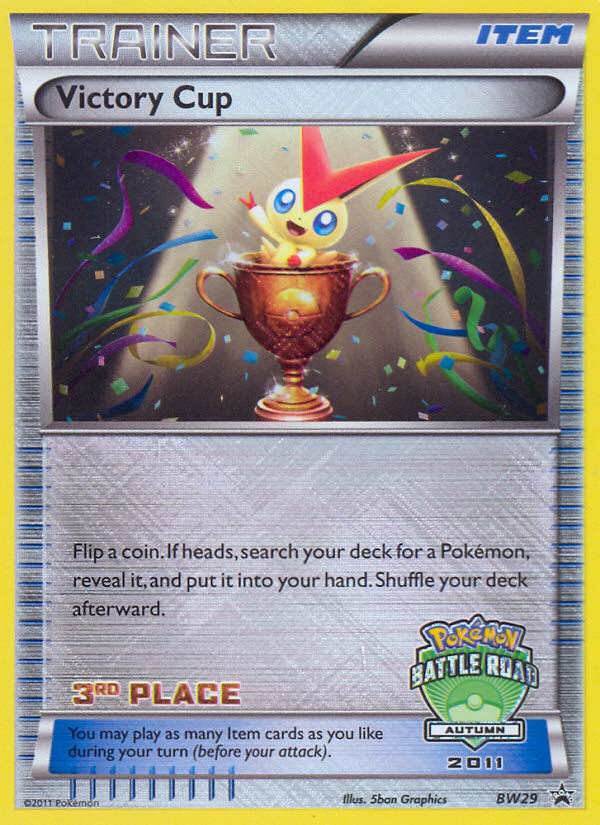 TRAINER
ITEM
Victory Cup
Flip a coin. If heads, search your deck for a Pokémon,
reveal it, and put it into your hand. Shuffle your deck
afterward.
3RD PLACE
POKéMON
BATTLE ROAD
AUTUMN
2011
You may play as many Item cards as you like
during your turn (before your attack).
©2011 Pokémon
Illus. 5ban Graphics
BW29